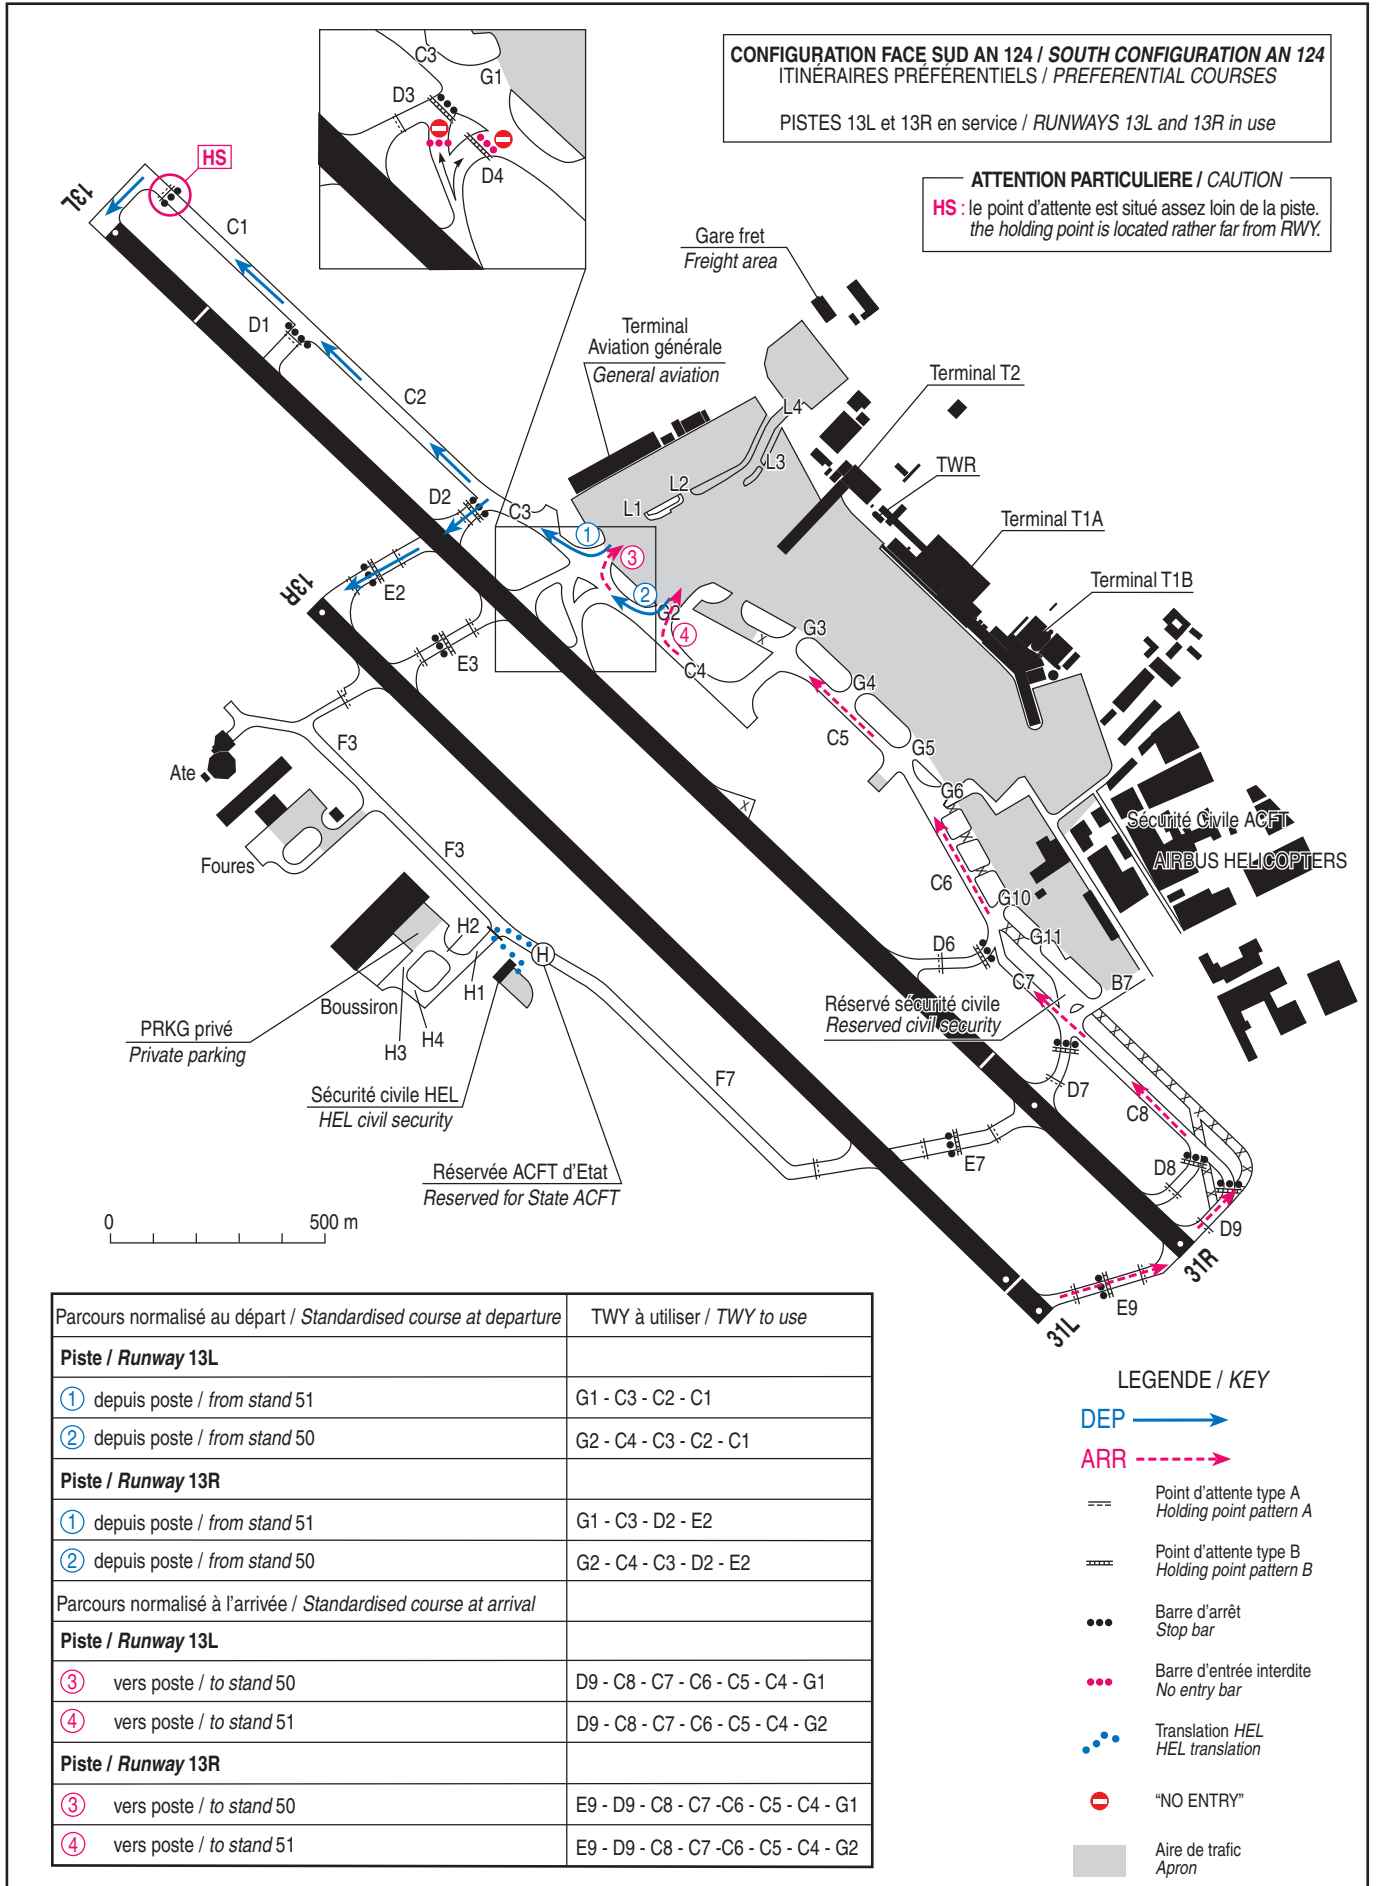 CONFIGURATION FACE SUD AN 124 / SOUTH CONFIGURATION AN 124
ITINÉRAIRES PRÉFÉRENTIELS / PREFERENTIAL COURSES
PISTES 13L et 13R en service / RUNWAYS 13L and 13R in use
ATTENTION PARTICULIERE / CAUTION
HS : le point d'attente est situé assez loin de la piste.
the holding point is located rather far from RWY.
C3
G1
D3
D4
HS
13L
C1
D1
C2
D2
C3
13R
E2
E3
Gare fret
Freight area
Terminal
Aviation générale
General aviation
Terminal T2
TWR
Terminal T1A
Terminal T1B
L4
L3
L2
L1
1
3
2
G2
4
C4
G3
G4
C5
G5
G6
Sécurité Civile ACFT
AIRBUS HELICOPTERS
C6
G10
G11
D6
C7
B7
Réservé sécurité civile
Reserved civil security
D7
C8
D8
D9
31R
E9
31L
E7
F7
F3
Ate
Foures
F3
H2
H1
H
Boussiron
H4
H3
PRKG privé
Private parking
Sécurité civile HEL
HEL civil security
Réservée ACFT d'Etat
Reserved for State ACFT
X
X
X X X X X X X X X X
0 500 m
Parcours normalisé au départ / Standardised course at departure TWY à utiliser / TWY to use
Piste / Runway 13L
1 depuis poste / from stand 51 G1 - C3 - C2 - C1
2 depuis poste / from stand 50 G2 - C4 - C3 - C2 - C1
Piste / Runway 13R
1 depuis poste / from stand 51 G1 - C3 - D2 - E2
2 depuis poste / from stand 50 G2 - C4 - C3 - D2 - E2
Parcours normalisé à l'arrivée / Standardised course at arrival
Piste / Runway 13L
3 vers poste / to stand 50 D9 - C8 - C7 - C6 - C5 - C4 - G1
4 vers poste / to stand 51 D9 - C8 - C7 - C6 - C5 - C4 - G2
Piste / Runway 13R
3 vers poste / to stand 50 E9 - D9 - C8 - C7 -C6 - C5 - C4 - G1
4 vers poste / to stand 51 E9 - D9 - C8 - C7 -C6 - C5 - C4 - G2
LEGENDE / KEY
DEP
ARR
Point d'attente type A
Holding point pattern A
Point d'attente type B
Holding point pattern B
Barre d'arrêt
Stop bar
Barre d'entrée interdite
No entry bar
Translation HEL
HEL translation
“NO ENTRY”
Aire de trafic
Apron